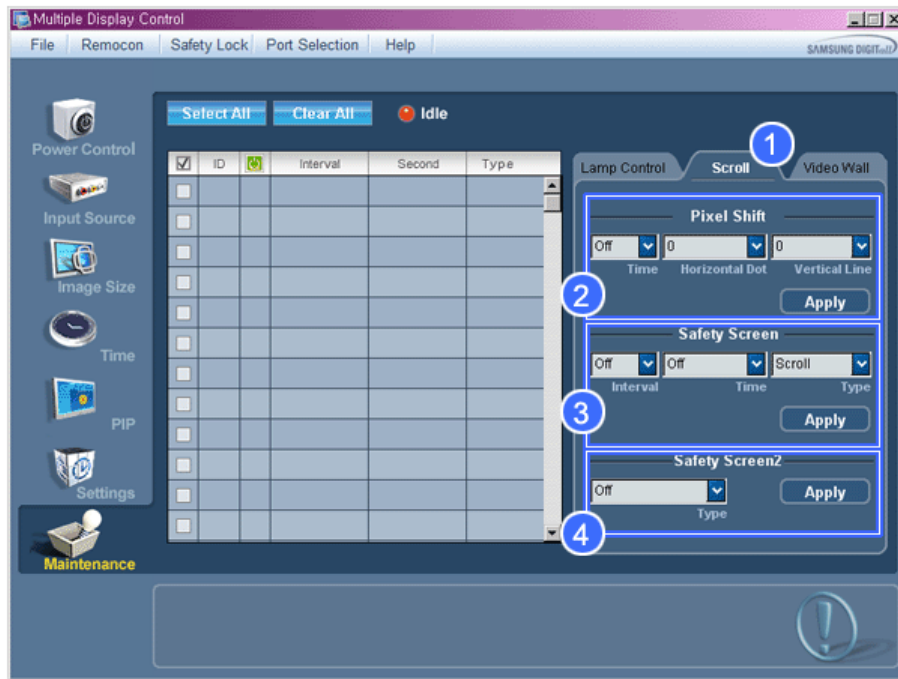 Multiple Display Control
File Remocon Safety Lock Port Selection Help
SAMSUNG DIGITall
Select All Clear All Idle
Power Control
Input Source
Image Size
Time
PIP
Settings
Maintenance
ID Interval Second Type
1
Lamp Control Scroll Video Wall
Pixel Shift
Off 0 0
Time Horizontal Dot Vertical Line
2
Apply
Safety Screen
Off Off Scroll
Interval Time Type
3
Apply
Safety Screen2
Off Apply
Type
4